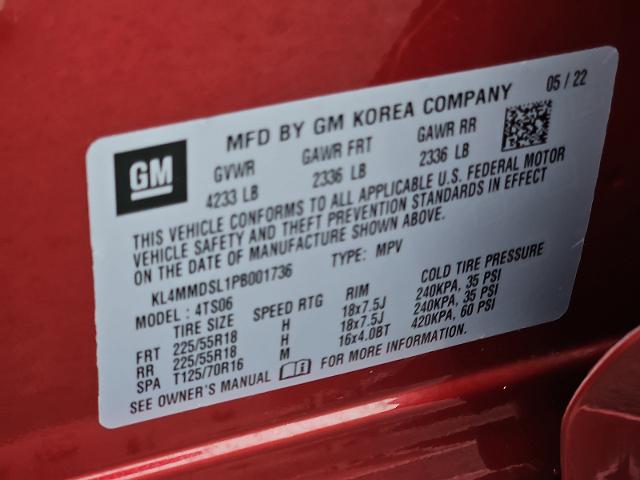 05 / 22
MFD BY GM KOREA COMPANY
GM
GVWR GAWR FRT GAWR RR
4233 LB 2336 LB 2336 LB
THIS VEHICLE CONFORMS TO ALL APPLICABLE U.S. FEDERAL MOTOR
VEHICLE SAFETY AND THEFT PREVENTION STANDARDS IN EFFECT
ON THE DATE OF MANUFACTURE SHOWN ABOVE.
KL4MMDSL1PB001736 TYPE: MPV
MODEL : 4TS06
TIRE SIZE SPEED RTG RIM COLD TIRE PRESSURE
FRT 225/55R18 H 18x7.5J 240KPA, 35 PSI
RR 225/55R18 H 18x7.5J 240KPA, 35 PSI
SPA T125/70R16 M 16x4.0BT 420KPA, 60 PSI
SEE OWNER'S MANUAL FOR MORE INFORMATION.